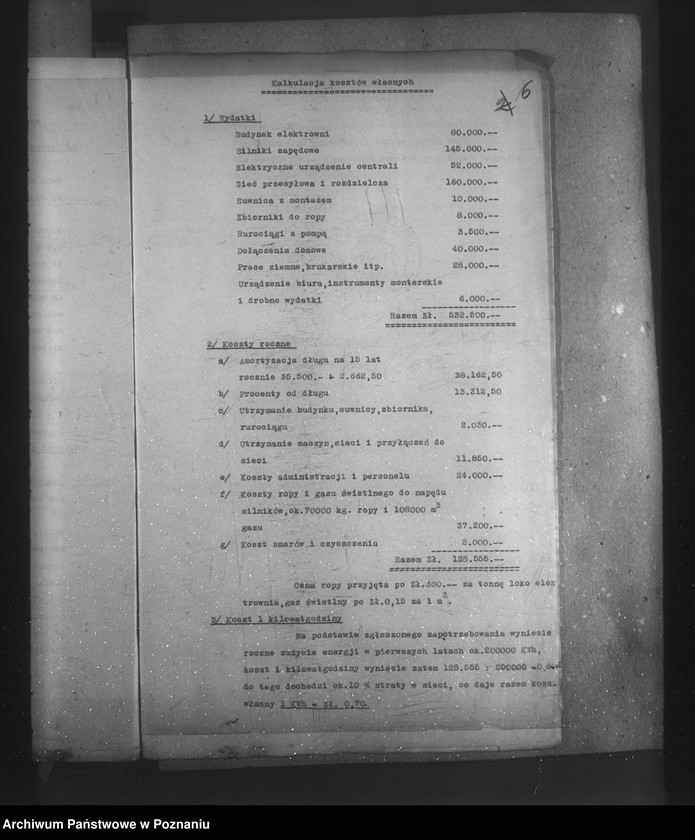 Kalkulacja kosztów własnych
2 6
1/ Wydatki
Budynek elektrowni 80.000.--
Silniki zapędowe 145.000.--
Elektryczne urządzenie centrali 52.000.--
Sieć przesyłowa i rozdzielcza 160.000.--
Suwnica z montażem 10.000.--
Zbiorniki do ropy 8.000.--
Rurociągi z pompą 3.500.--
Dołączenia domowe 40.000.--
Prace ziemne,brukarskie itp. 28.000.--
Urządzenie biura,instrumenty monterskie
i drobne wydatki 6.000.--
Razem Zł. 532.500.--
2/ Koszty roczne
a/ Amortyzacja długu na 15 lat
rocznie 35.500.- + 2.662,50 38.162,50
b/ Procenty od długu 13.312,50
c/ Utrzymanie budynku,suwnicy,zbiornika,
rurociągu 2.030.--
d/ Utrzymanie maszyn,sieci i przyłączeń do
sieci 11.850.--
e/ Koszty administracji i personelu 24.000.--
f/ Koszty ropy i gazu świetlnego do napędu
silników,ok.70000 kg. ropy i 108000 m3
gazu 37.200.--
g/ Koszt smarów i czyszczenia 2.000.--
Razem Zł. 128.555.--
Cena ropy przyjęta po Zł.300.-- za tonnę loko elek
trownia,gaz świetlny po Zł.0,15 za 1 m3.
3/ Koszt 1 kilowatgodziny
Na podstawie zgłoszonego zapotrzebowania wyniesie
roczne zużycie energji w pierwszych latach ok.200000 KWh,
koszt 1 kilowatgodziny wyniesie zatem 128.555 : 200000 =0,64
do tego dochodzi ok.10 % straty w sieci, co daje razem koszt
własny 1 KWh = Zł. 0,70.
Archiwum Państwowe w Poznaniu